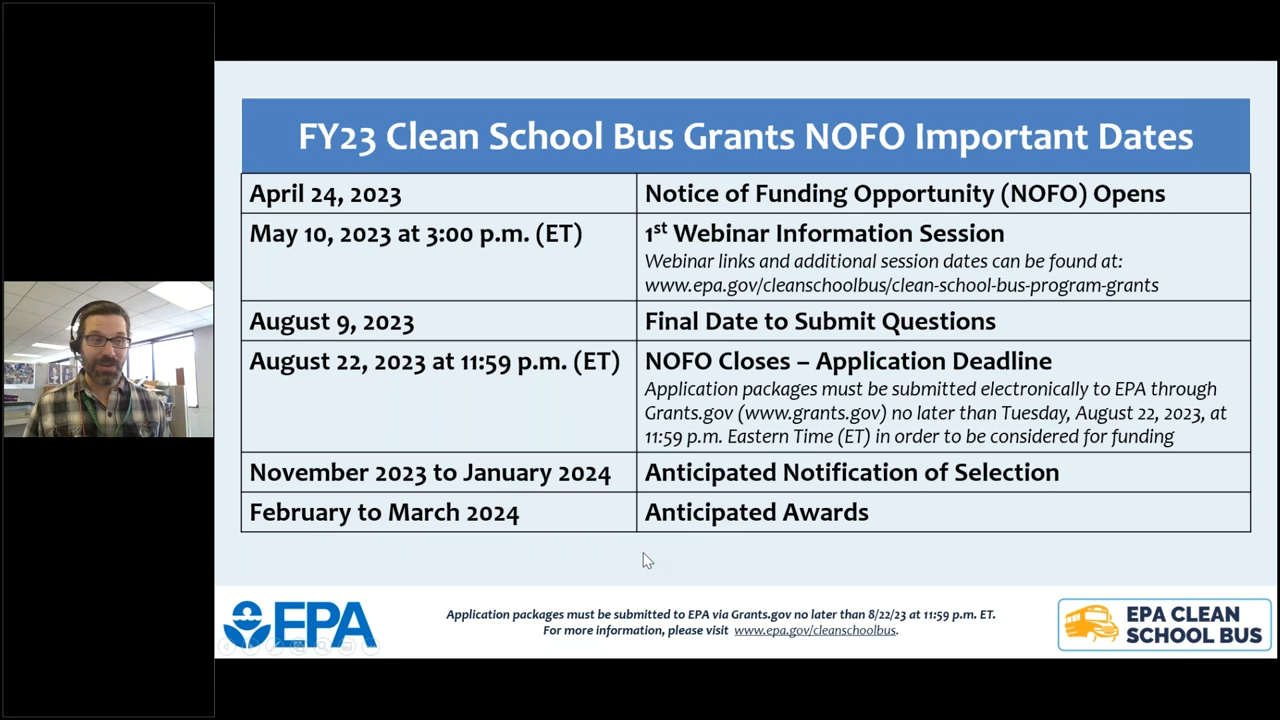 FY23 Clean School Bus Grants NOFO Important Dates
April 24, 2023
Notice of Funding Opportunity (NOFO) Opens
May 10, 2023 at 3:00 p.m. (ET)
1st Webinar Information Session
Webinar links and additional session dates can be found at:
www.epa.gov/cleanschoolbus/clean-school-bus-program-grants
August 9, 2023
Final Date to Submit Questions
August 22, 2023 at 11:59 p.m. (ET)
NOFO Closes – Application Deadline
Application packages must be submitted electronically to EPA through
Grants.gov (www.grants.gov) no later than Tuesday, August 22, 2023, at
11:59 p.m. Eastern Time (ET) in order to be considered for funding
November 2023 to January 2024
Anticipated Notification of Selection
February to March 2024
Anticipated Awards
EPA
Application packages must be submitted to EPA via Grants.gov no later than 8/22/23 at 11:59 p.m. ET.
For more information, please visit www.epa.gov/cleanschoolbus.
EPA CLEAN
SCHOOL BUS